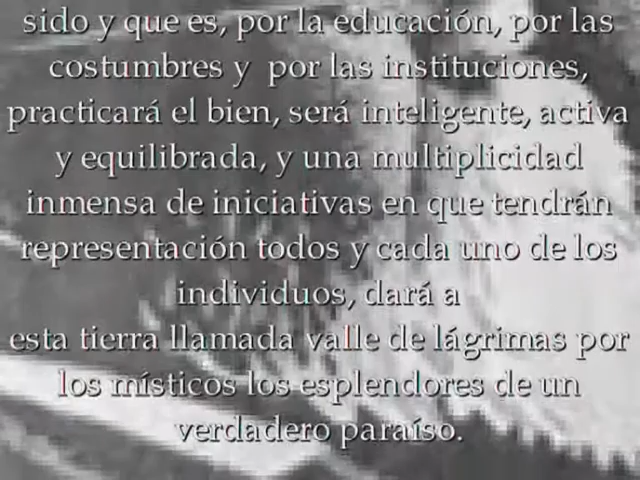 sido y que es, por la educación, por las
costumbres y por las instituciones,
practicará el bien, será inteligente, activa
y equilibrada, y una multiplicidad
inmensa de iniciativas en que tendrán
representación todos y cada uno de los
individuos, dará a
esta tierra llamada valle de lágrimas por
los místicos los esplendores de un
verdadero paraíso.